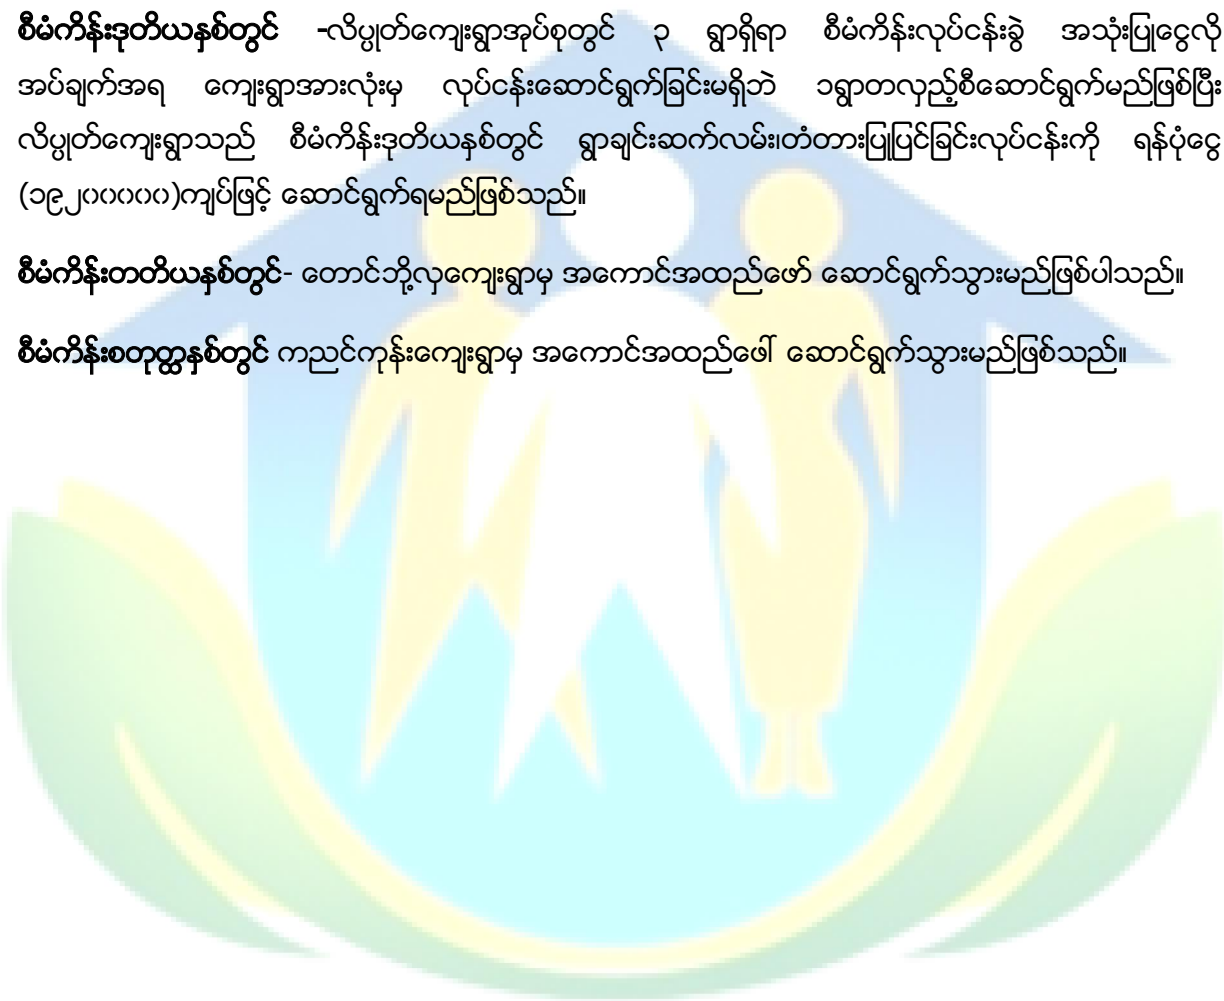 စီမံကိန်းဒုတိယနှစ်တွင် -လိပ္ပုတ်ကျေးရွာအုပ်စုတွင် ၃ ရွာရှိရာ စီမံကိန်းလုပ်ငန်းခွဲ အသုံးပြုငွေလို
အပ်ချက်အရ ကျေးရွာအားလုံးမှ လုပ်ငန်းဆောင်ရွက်ခြင်းမရှိဘဲ ၁ရွာတလှည့်စီဆောင်ရွက်မည်ဖြစ်ပြီး
လိပ္ပုတ်ကျေးရွာသည် စီမံကိန်းဒုတိယနှစ်တွင် ရွာချင်းဆက်လမ်း၊တံတားပြုပြင်ခြင်းလုပ်ငန်းကို ရန်ပုံငွေ
(၁၉၂၀၀၀၀၀)ကျပ်ဖြင့် ဆောင်ရွက်ရမည်ဖြစ်သည်။
စီမံကိန်းတတိယနှစ်တွင်- တောင်ဘို့လှကျေးရွာမှ အကောင်အထည်ဖော် ဆောင်ရွက်သွားမည်ဖြစ်ပါသည်။
စီမံကိန်းစတုတ္ထနှစ်တွင် ကညင်ကုန်းကျေးရွာမှ အကောင်အထည်ဖေါ် ဆောင်ရွက်သွားမည်ဖြစ်သည်။